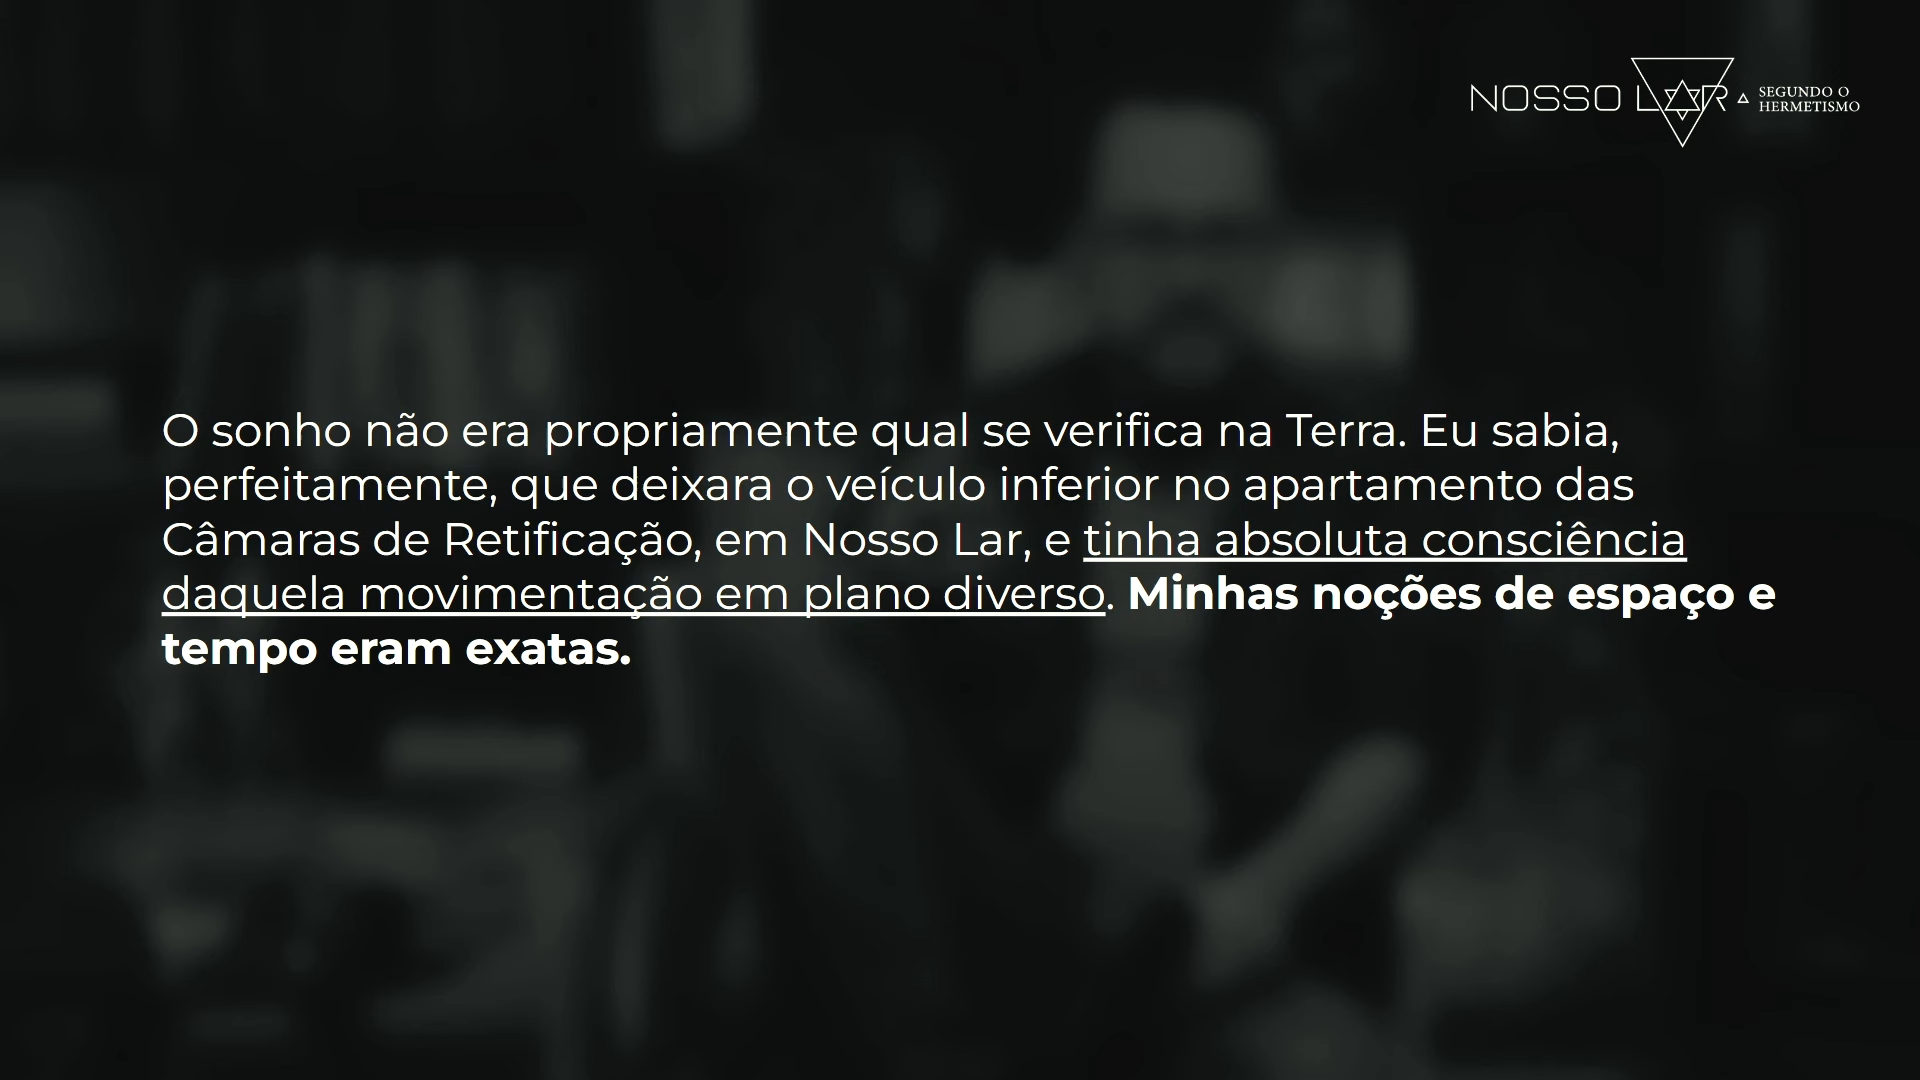 NOSSO LAR
SEGUNDO O
HERMETISMO
O sonho não era propriamente qual se verifica na Terra. Eu sabia,
perfeitamente, que deixara o veículo inferior no apartamento das
Câmaras de Retificação, em Nosso Lar, e tinha absoluta consciência
daquela movimentação em plano diverso. Minhas noções de espaço e
tempo eram exatas.